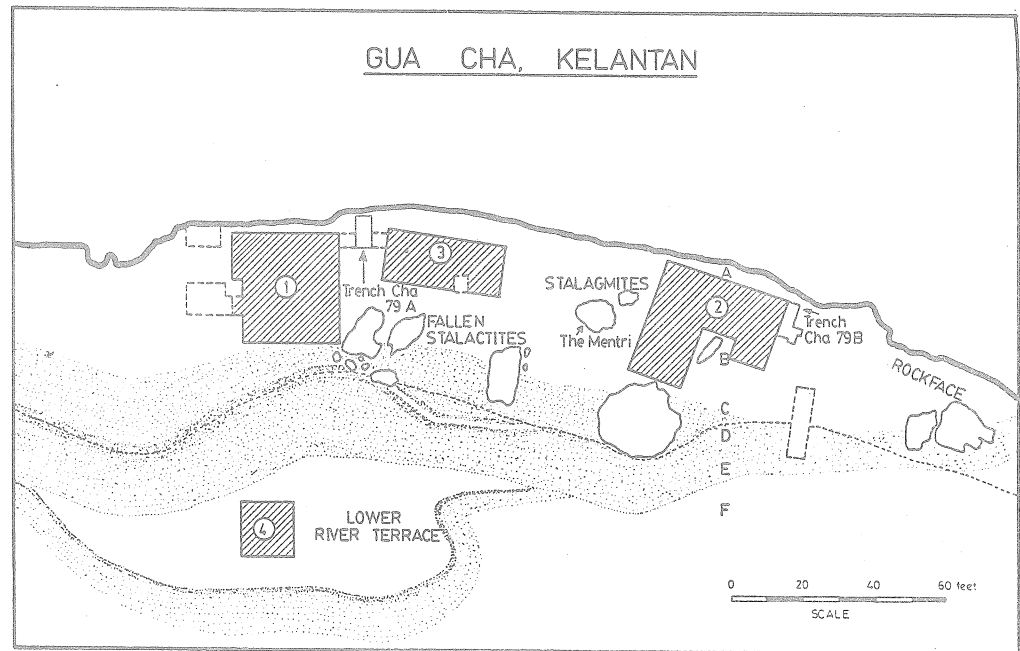 GUA CHA, KELANTAN
1
3
Trench Cha
79 A
FALLEN
STALACTITES
STALAGMITES
The Mentri
A
2
B
Trench
Cha 79B
ROCKFACE
C
D
E
F
4
LOWER
RIVER TERRACE
0 20 40 60 feet
SCALE